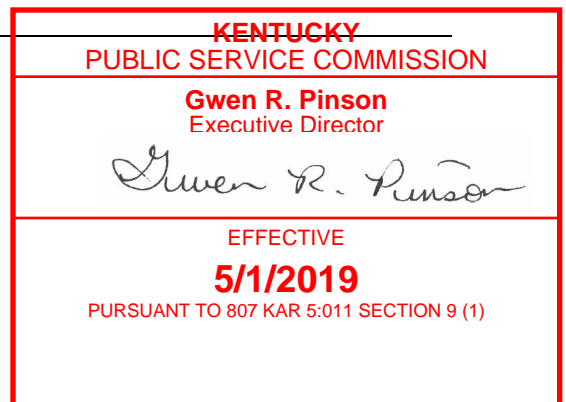 KENTUCKY
PUBLIC SERVICE COMMISSION
Gwen R. Pinson
Executive Director
Gwen R. Pinson
EFFECTIVE
5/1/2019
PURSUANT TO 807 KAR 5:011 SECTION 9 (1)